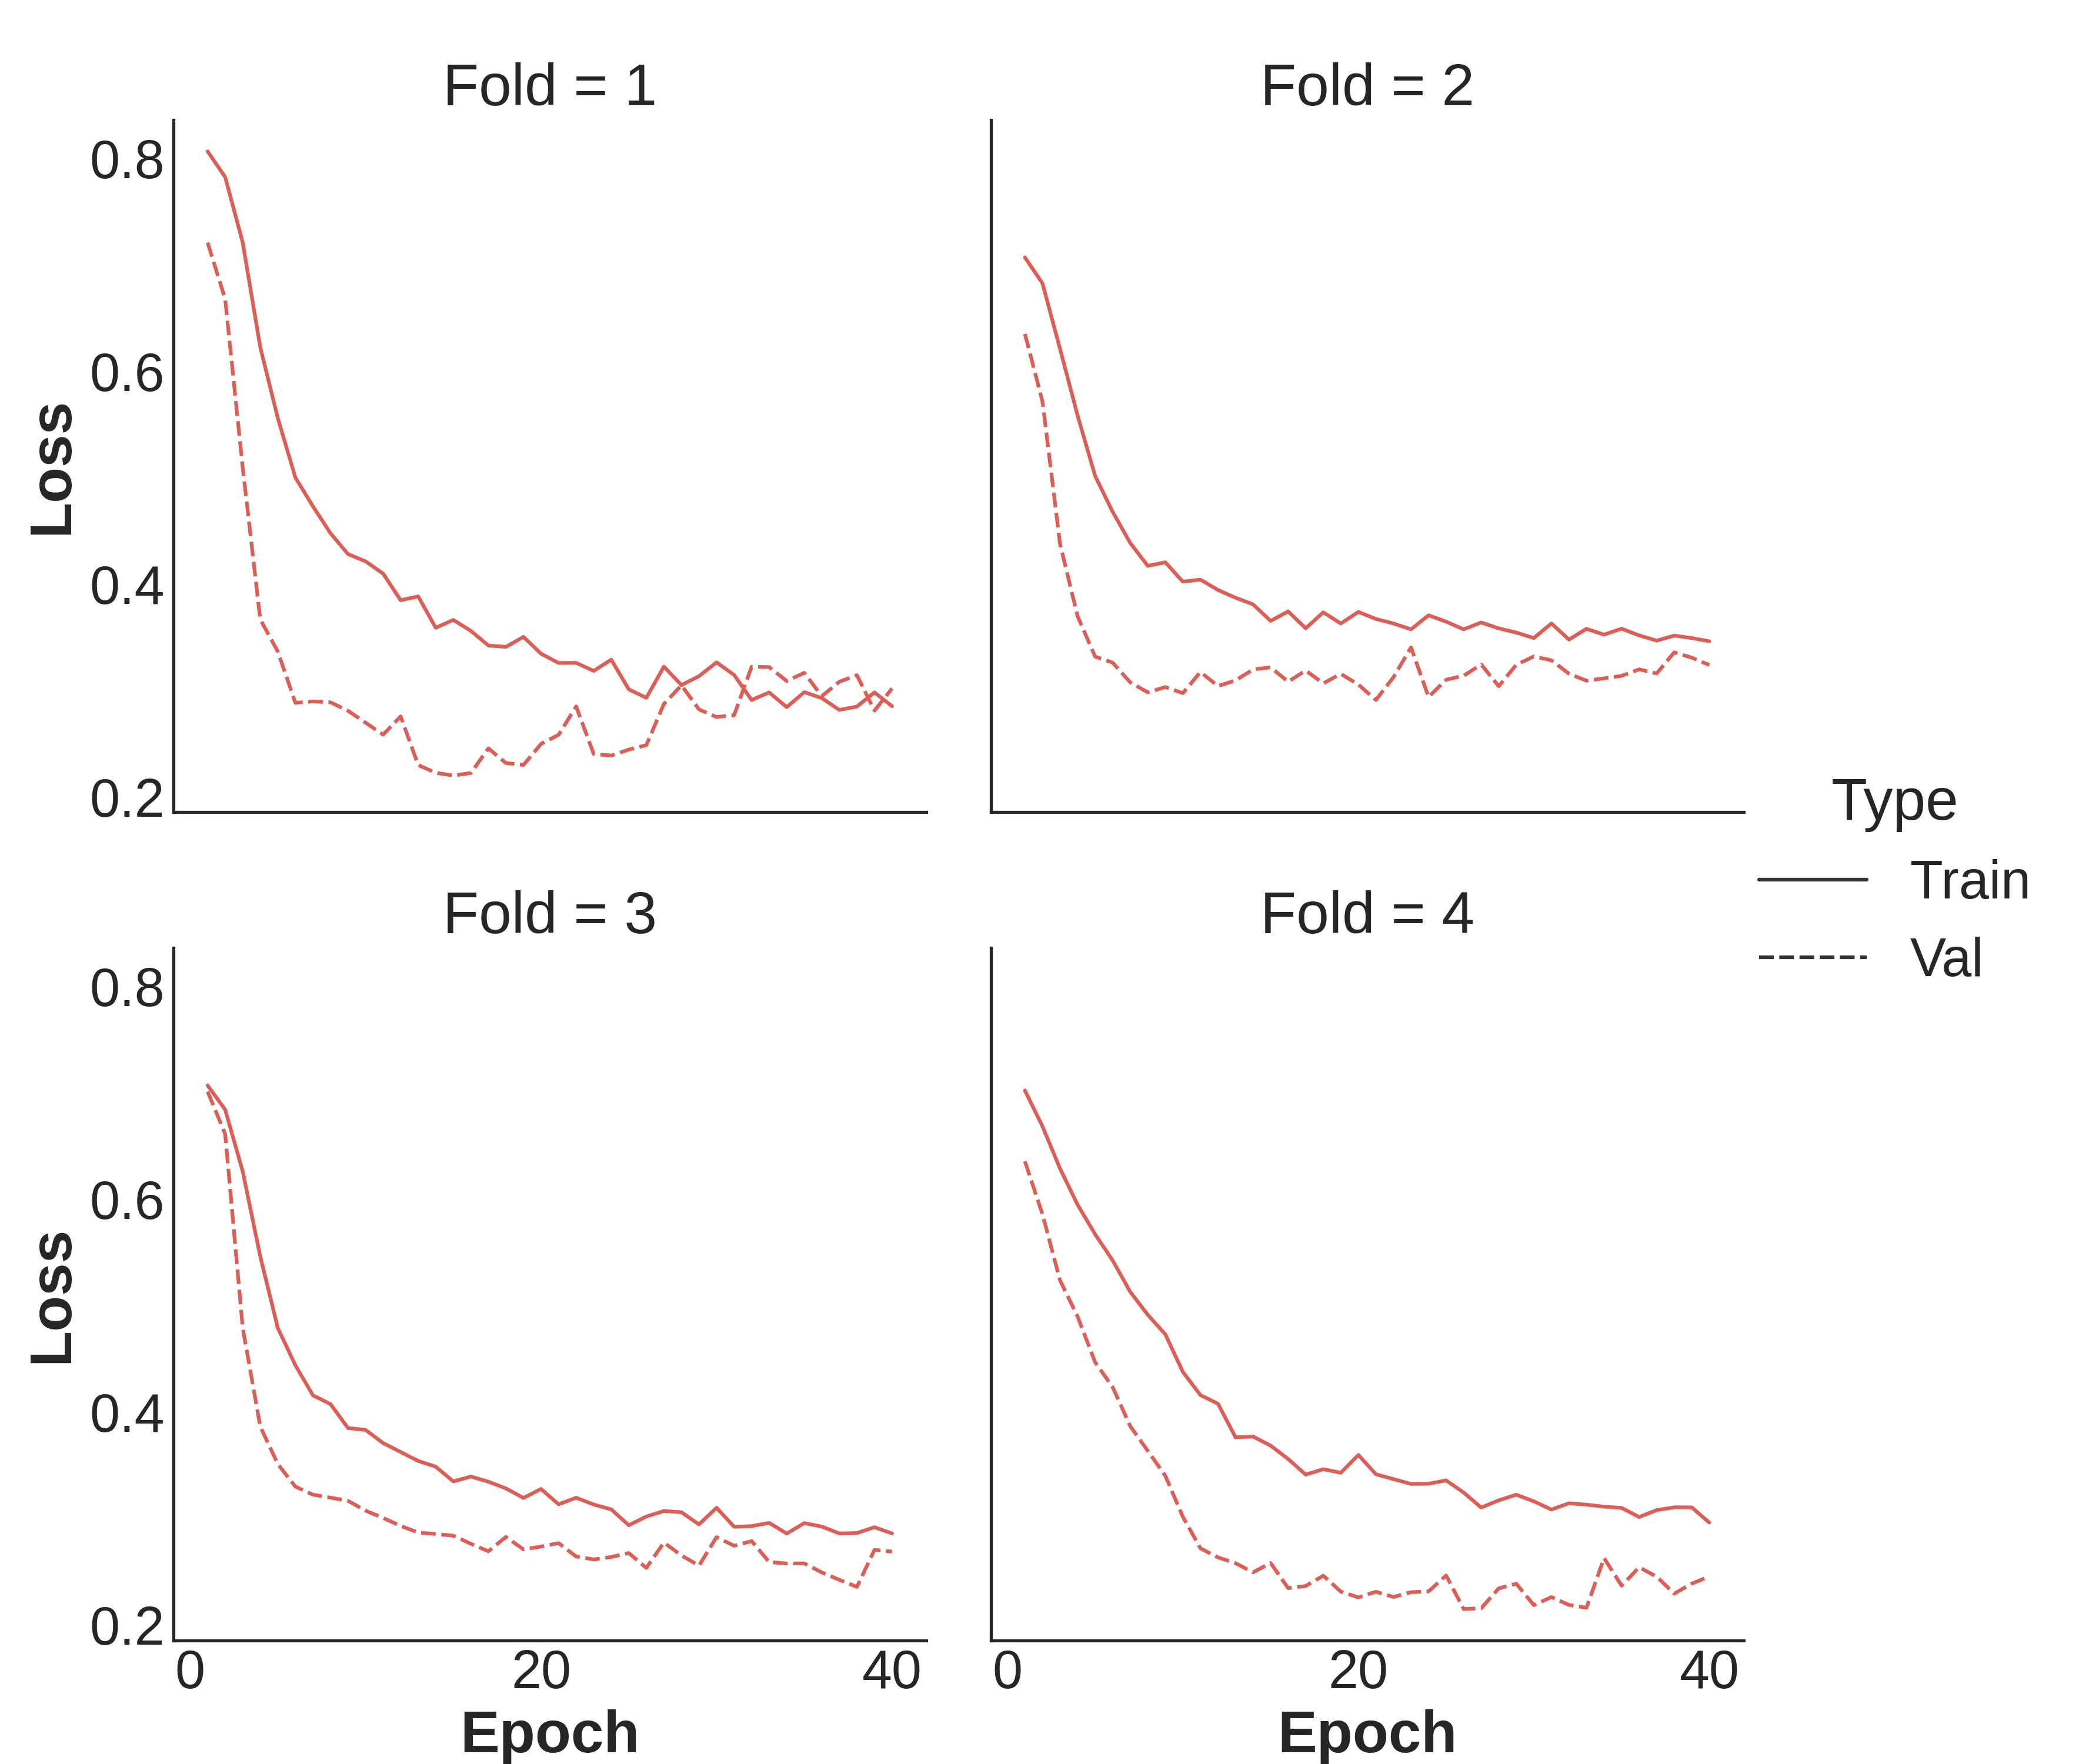 Fold = 1
Fold = 2
0.8
0.6
0.4
0.2
Loss
Type
Train
Val
Fold = 3
Fold = 4
0.8
0.6
0.4
0.2
Loss
0 20 40
0 20 40
Epoch
Epoch